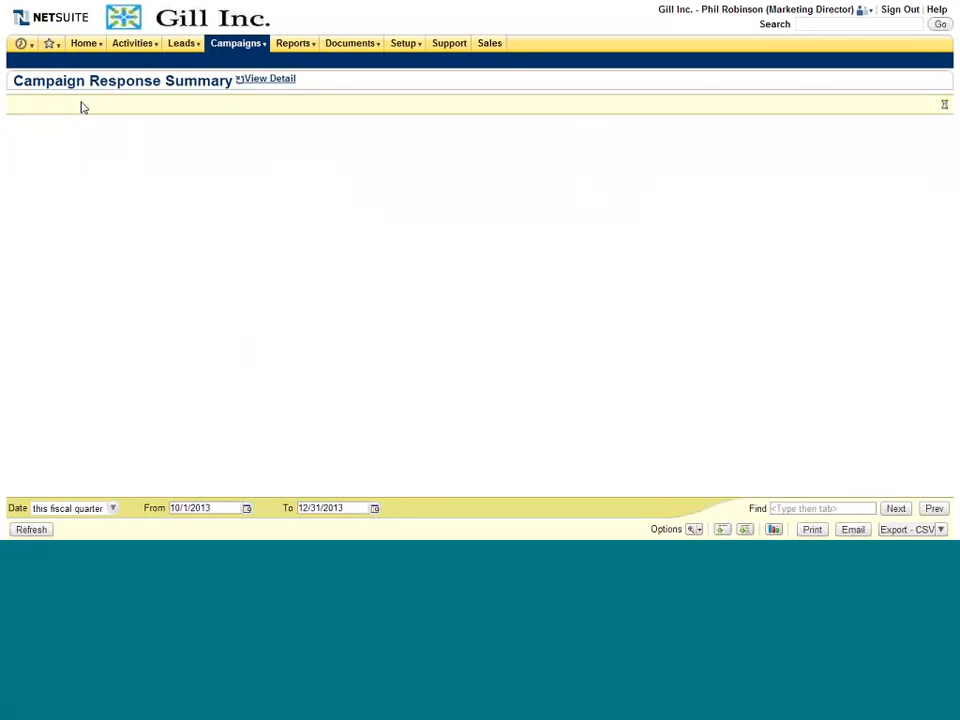 NETSUITE Gill Inc. Gill Inc. - Phil Robinson (Marketing Director) Sign Out Help
Search Go
Home Activities Leads Campaigns Reports Documents Setup Support Sales
Campaign Response Summary View Detail
Date this fiscal quarter From 10/1/2013 To 12/31/2013 Find <Type then tab> Next Prev
Refresh Options Print Email Export - CSV